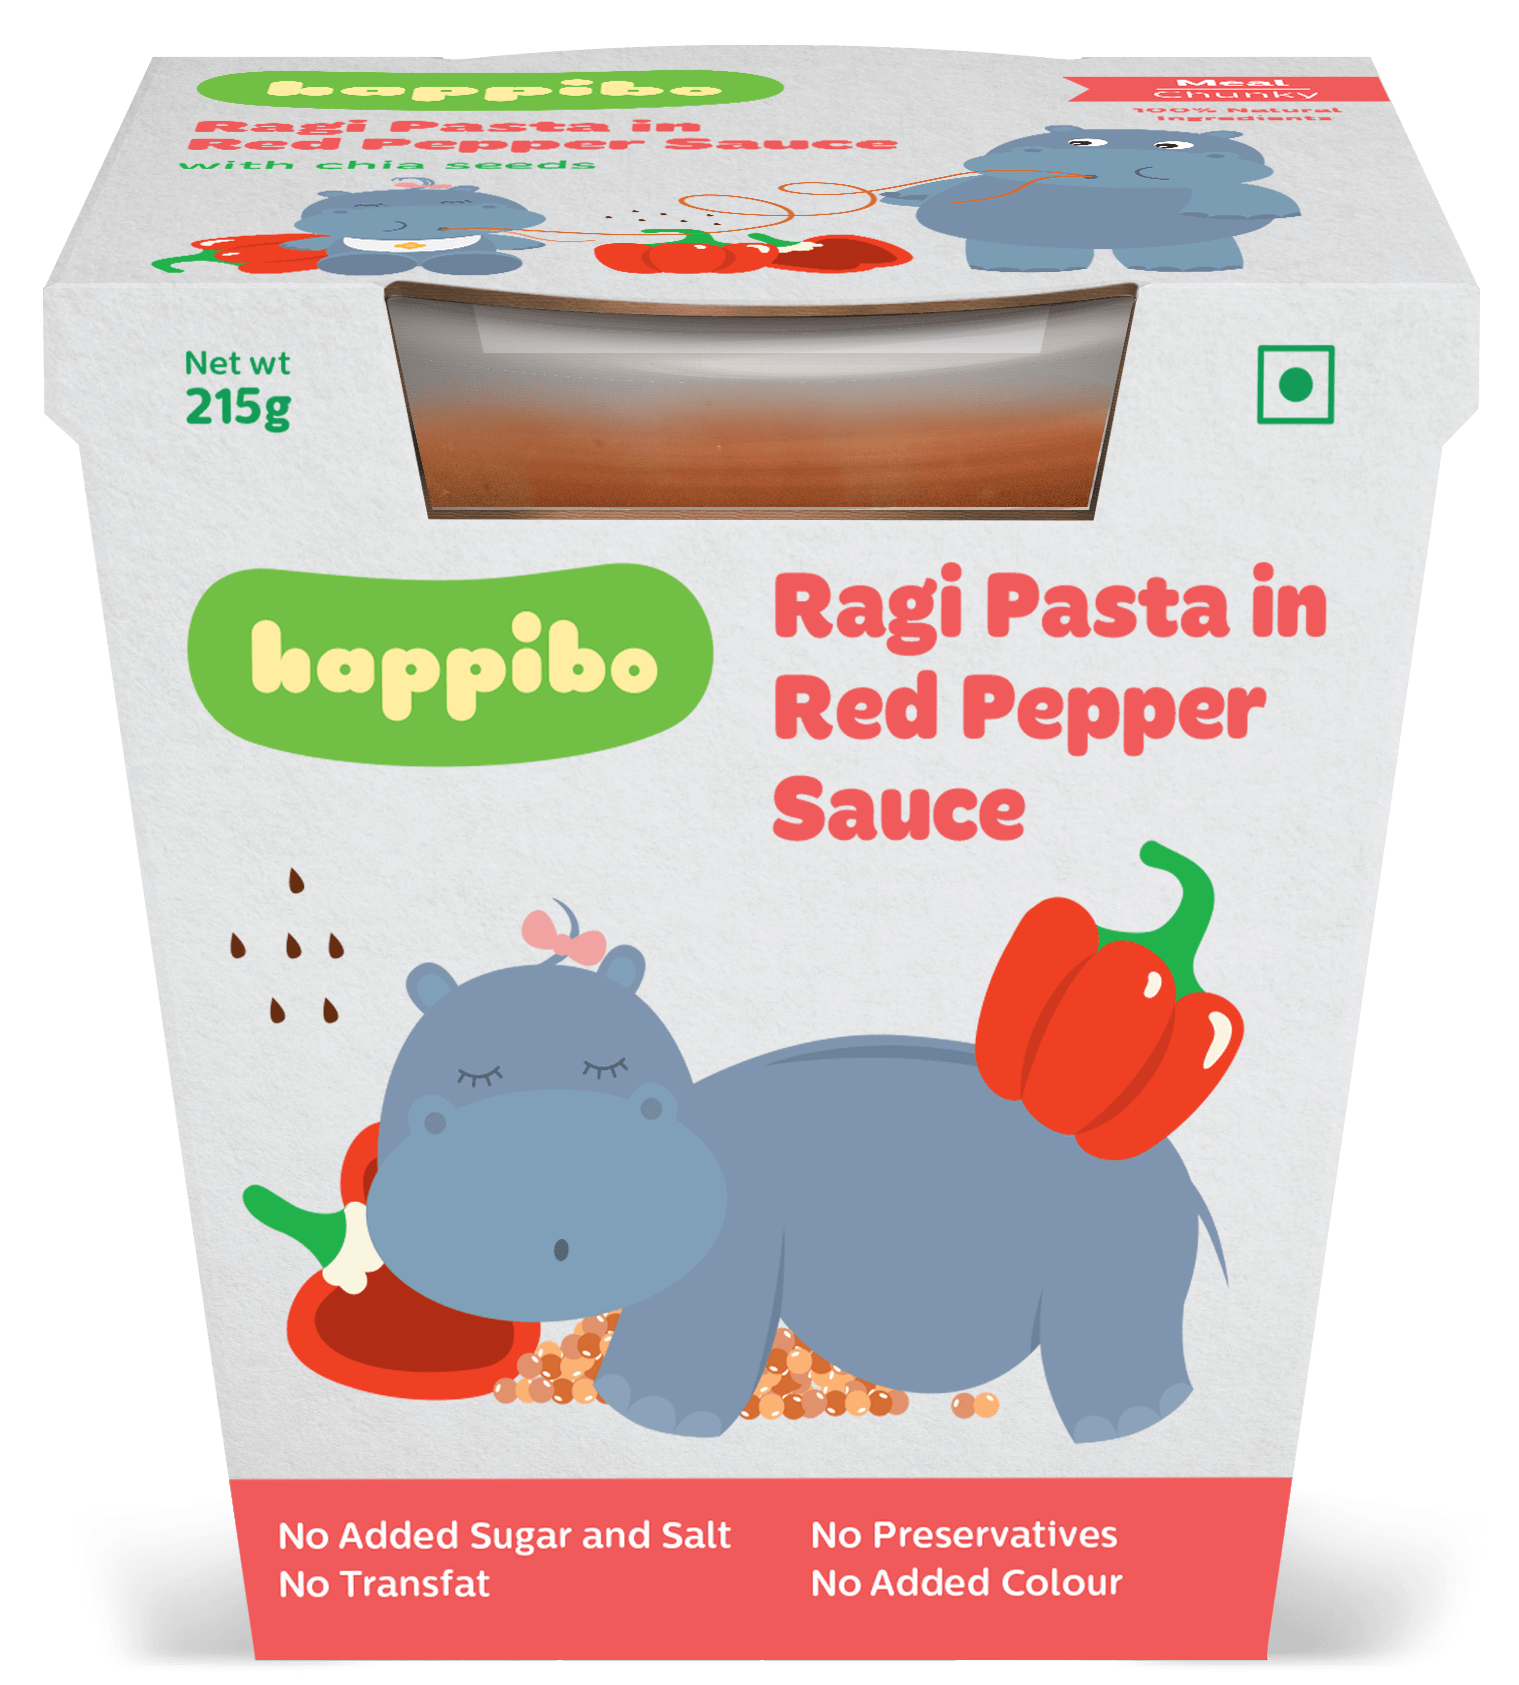 happibo
Ragi Pasta in
Red Pepper Sauce
with chia seeds
Meal
Chunky
100% Natural
Ingredients
Net wt
215g
happibo
Ragi Pasta in
Red Pepper
Sauce
No Added Sugar and Salt
No Transfat
No Preservatives
No Added Colour